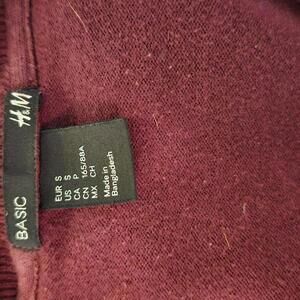 H&M
BASIC
EUR S
US S
CA P
CN 165/88A
MX CH
Made in
Bangladesh